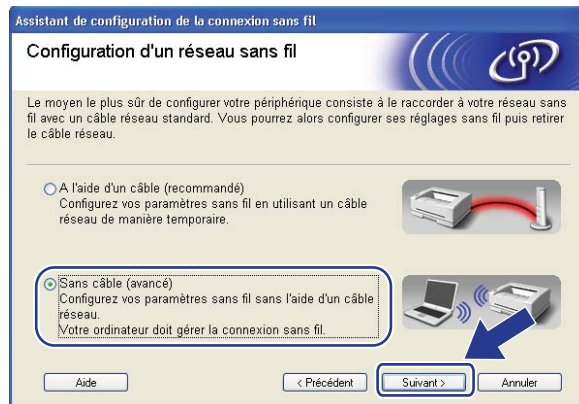 Assistant de configuration de la connexion sans fil
Configuration d'un réseau sans fil
Le moyen le plus sûr de configurer votre périphérique consiste à le raccorder à votre réseau sans
fil avec un câble réseau standard. Vous pourrez alors configurer ses réglages sans fil puis retirer
le câble réseau.
A l'aide d'un câble (recommandé)
Configurez vos paramètres sans fil en utilisant un câble
réseau de manière temporaire.
Sans câble (avancé)
Configurez vos paramètres sans fil sans l'aide d'un câble
réseau.
Votre ordinateur doit gérer la connexion sans fil.
Aide
< Précédent
Suivant >
Annuler